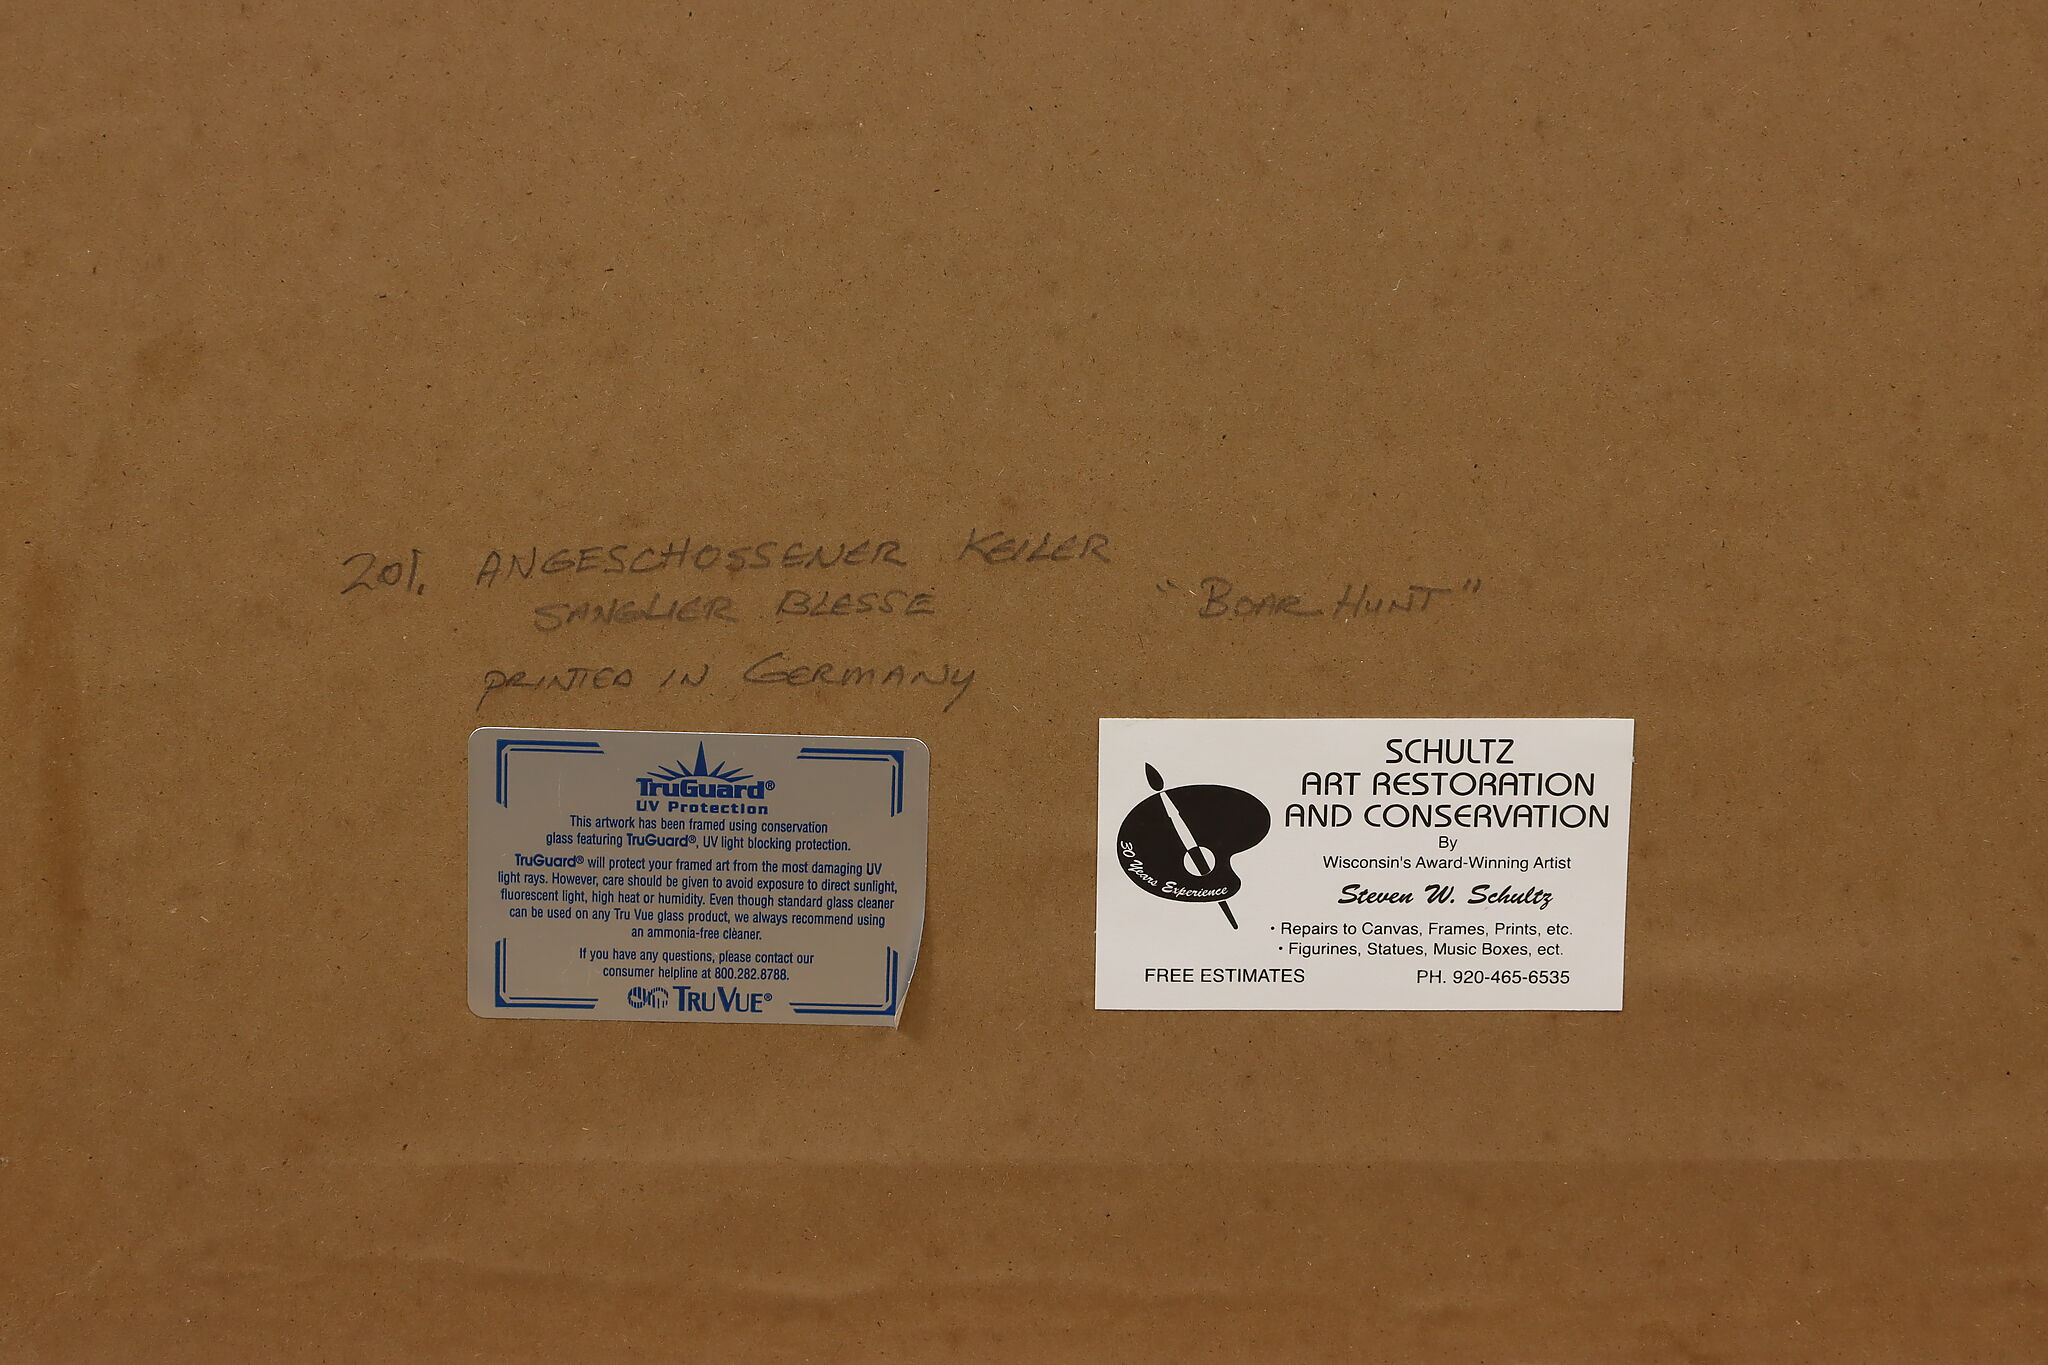 201. ANGESCHOSSENER KEILER
SANGLIER BLESSE
"BOAR HUNT"
PRINTED IN GERMANY
TruGuard®
UV Protection
This artwork has been framed using conservation
glass featuring TruGuard®, UV light blocking protection.
TruGuard® will protect your framed art from the most damaging UV
light rays. However, care should be given to avoid exposure to direct sunlight,
fluorescent light, high heat or humidity. Even though standard glass cleaner
can be used on any Tru Vue glass product, we always recommend using
an ammonia-free cleaner.
If you have any questions, please contact our
consumer helpline at 800.282.8788.
TRU VUE®
SCHULTZ
ART RESTORATION
AND CONSERVATION
By
Wisconsin's Award-Winning Artist
Steven W. Schultz
30 Years Experience
• Repairs to Canvas, Frames, Prints, etc.
• Figurines, Statues, Music Boxes, ect.
FREE ESTIMATES PH. 920-465-6535